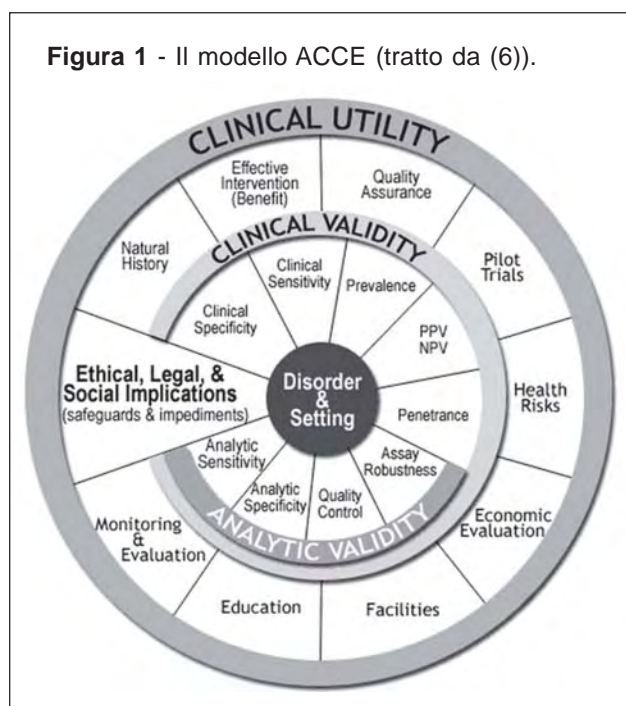 Figura 1 - Il modello ACCE (tratto da (6)).
CLINICAL UTILITY
Effective
Intervention
(Benefit)
Quality
Assurance
Natural
History
Pilot
Trials
CLINICAL VALIDITY
Clinical
Sensitivity
Prevalence
Clinical
Specificity
PPV
NPV
Ethical, Legal, &
Social Implications
(safeguards & impediments)
Disorder
&
Setting
Health
Risks
Penetrance
Analytic
Sensitivity
Assay
Robustness
Analytic
Specificity
Quality
Control
ANALYTIC VALIDITY
Monitoring
&
Evaluation
Economic
Evaluation
Education
Facilities